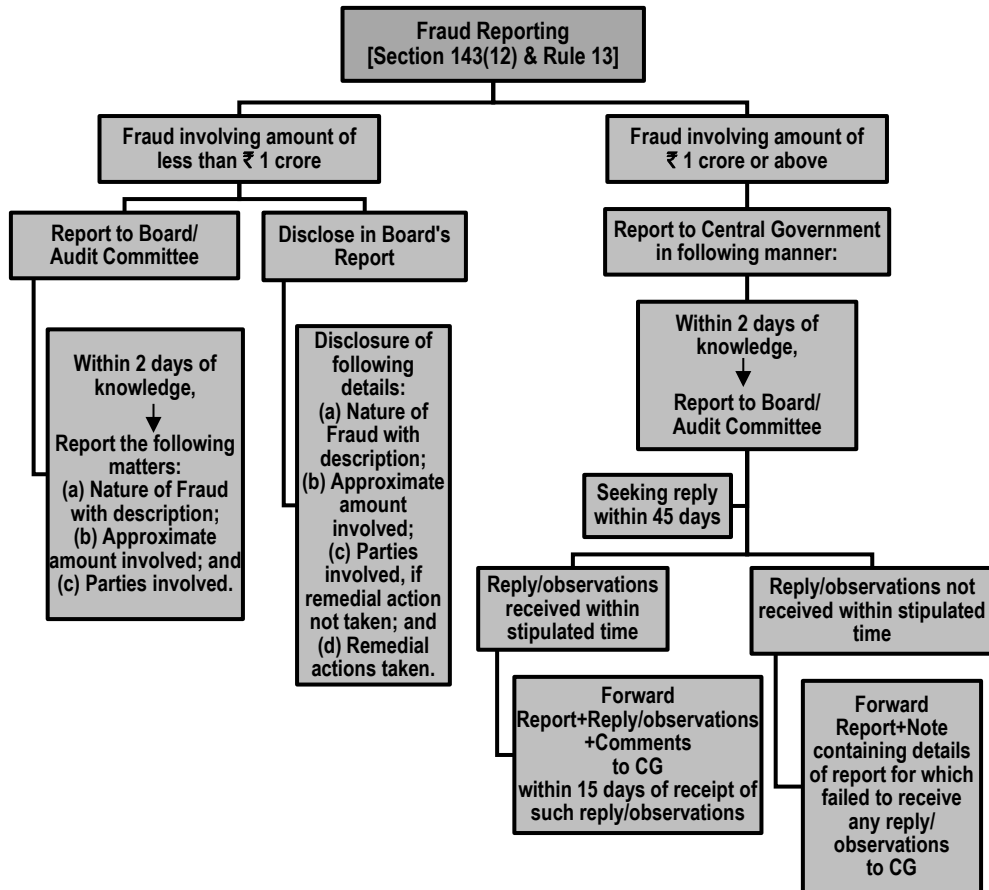 Fraud Reporting
[Section 143(12) & Rule 13]
Fraud involving amount of
less than ₹ 1 crore
Fraud involving amount of
₹ 1 crore or above
Report to Board/
Audit Committee
Disclose in Board's
Report
Report to Central Government
in following manner:
Within 2 days of
knowledge,
Report the following
matters:
(a) Nature of Fraud
with description;
(b) Approximate
amount involved; and
(c) Parties involved.
Disclosure of
following
details:
(a) Nature of
Fraud with
description;
(b) Approximate
amount
involved;
(c) Parties
involved, if
remedial action
not taken; and
(d) Remedial
actions taken.
Within 2 days of
knowledge,
Report to Board/
Audit Committee
Seeking reply
within 45 days
Reply/observations
received within
stipulated time
Reply/observations not
received within stipulated
time
Forward
Report+Reply/observations
+Comments
to CG
within 15 days of receipt of
such reply/observations
Forward
Report+Note
containing details
of report for which
failed to receive
any reply/
observations
to CG